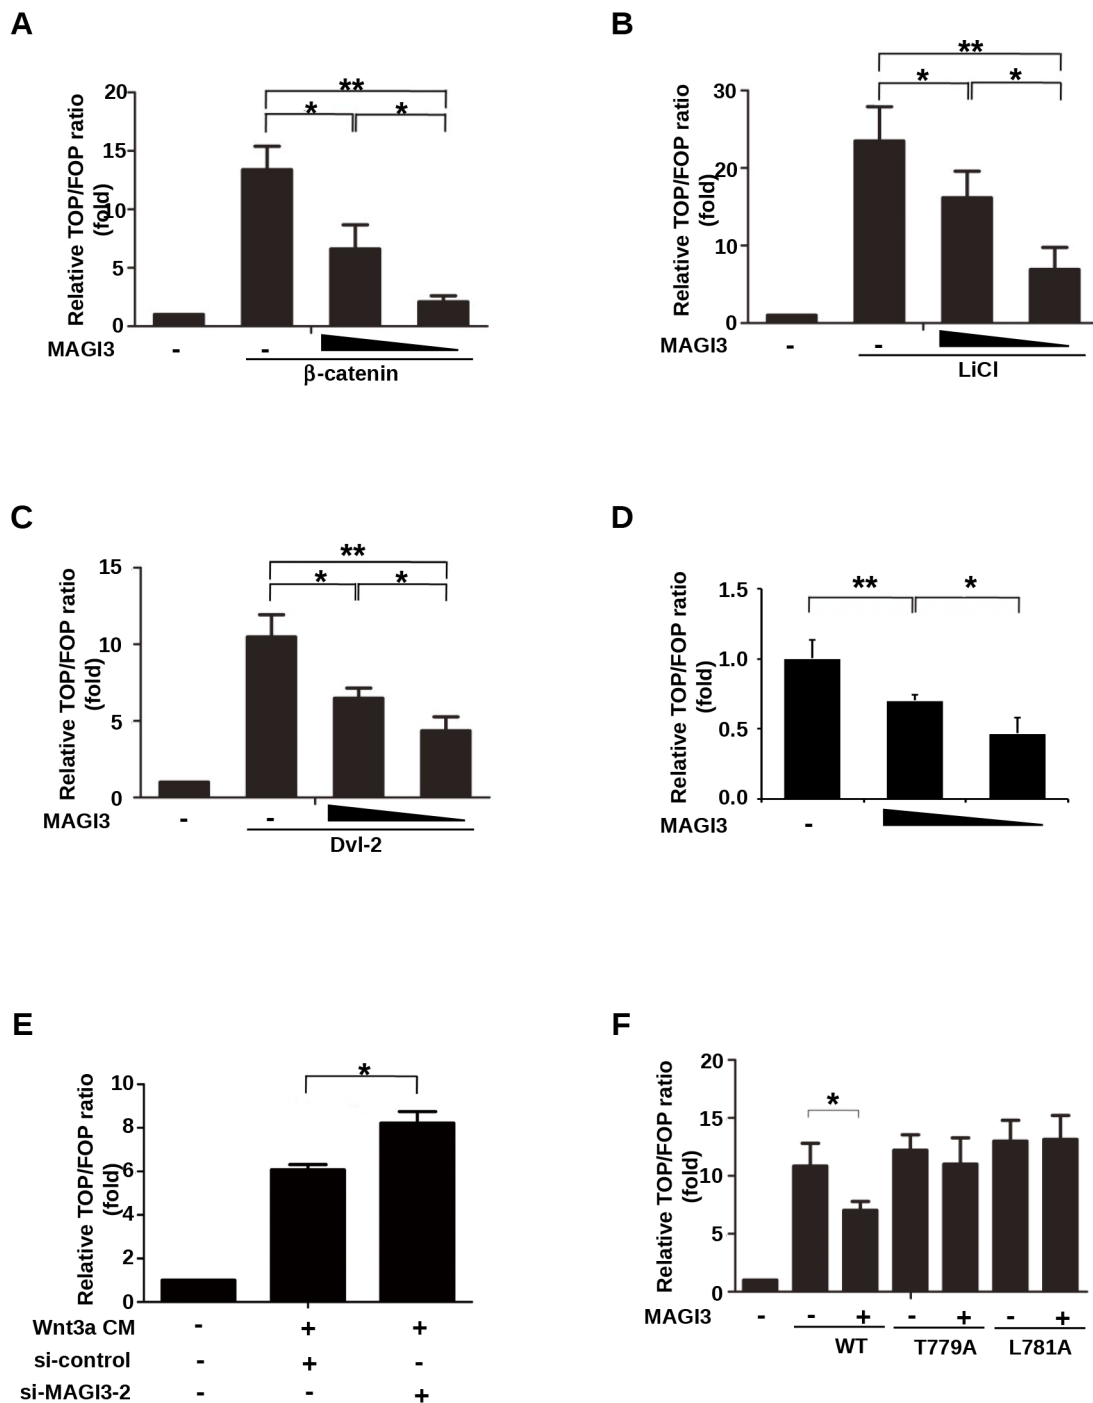 A
Relative TOP/FOP ratio
(fold)
20
15
10
5
0
**
*
*
MAGI3
-
-
β-catenin
B
Relative TOP/FOP ratio
(fold)
30
20
10
0
**
*
*
MAGI3
-
-
LiCl
C
Relative TOP/FOP ratio
(fold)
15
10
5
0
**
*
*
MAGI3
-
-
Dvl-2
D
Relative TOP/FOP ratio
(fold)
1.5
1.0
0.5
0.0
**
*
MAGI3
-
E
Relative TOP/FOP ratio
(fold)
10
8
6
4
2
0
*
Wnt3a CM - + +
si-control - + -
si-MAGI3-2 - - +
F
Relative TOP/FOP ratio
(fold)
20
15
10
5
0
*
MAGI3 - - + - + - +
WT T779A L781A